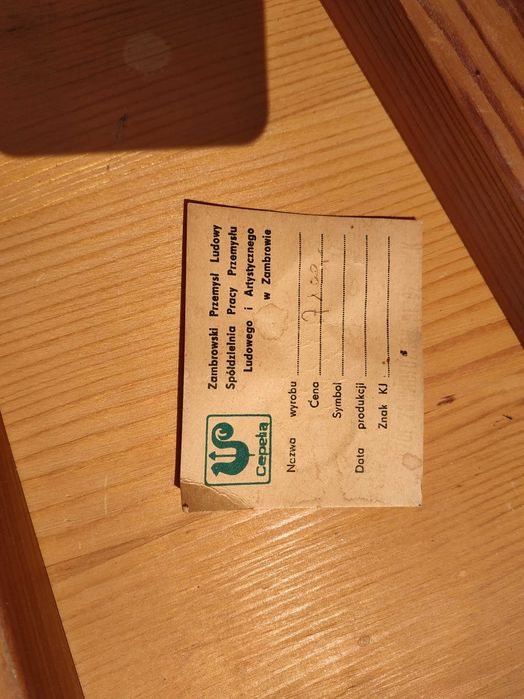 cepelia
Zambrowski Przemysł Ludowy
Spółdzielnia Pracy Przemysłu
Ludowego i Artystycznego
w Zambrowie
Nazwa wyrobu
Cena
Symbol
Data produkcji
Znak KJ